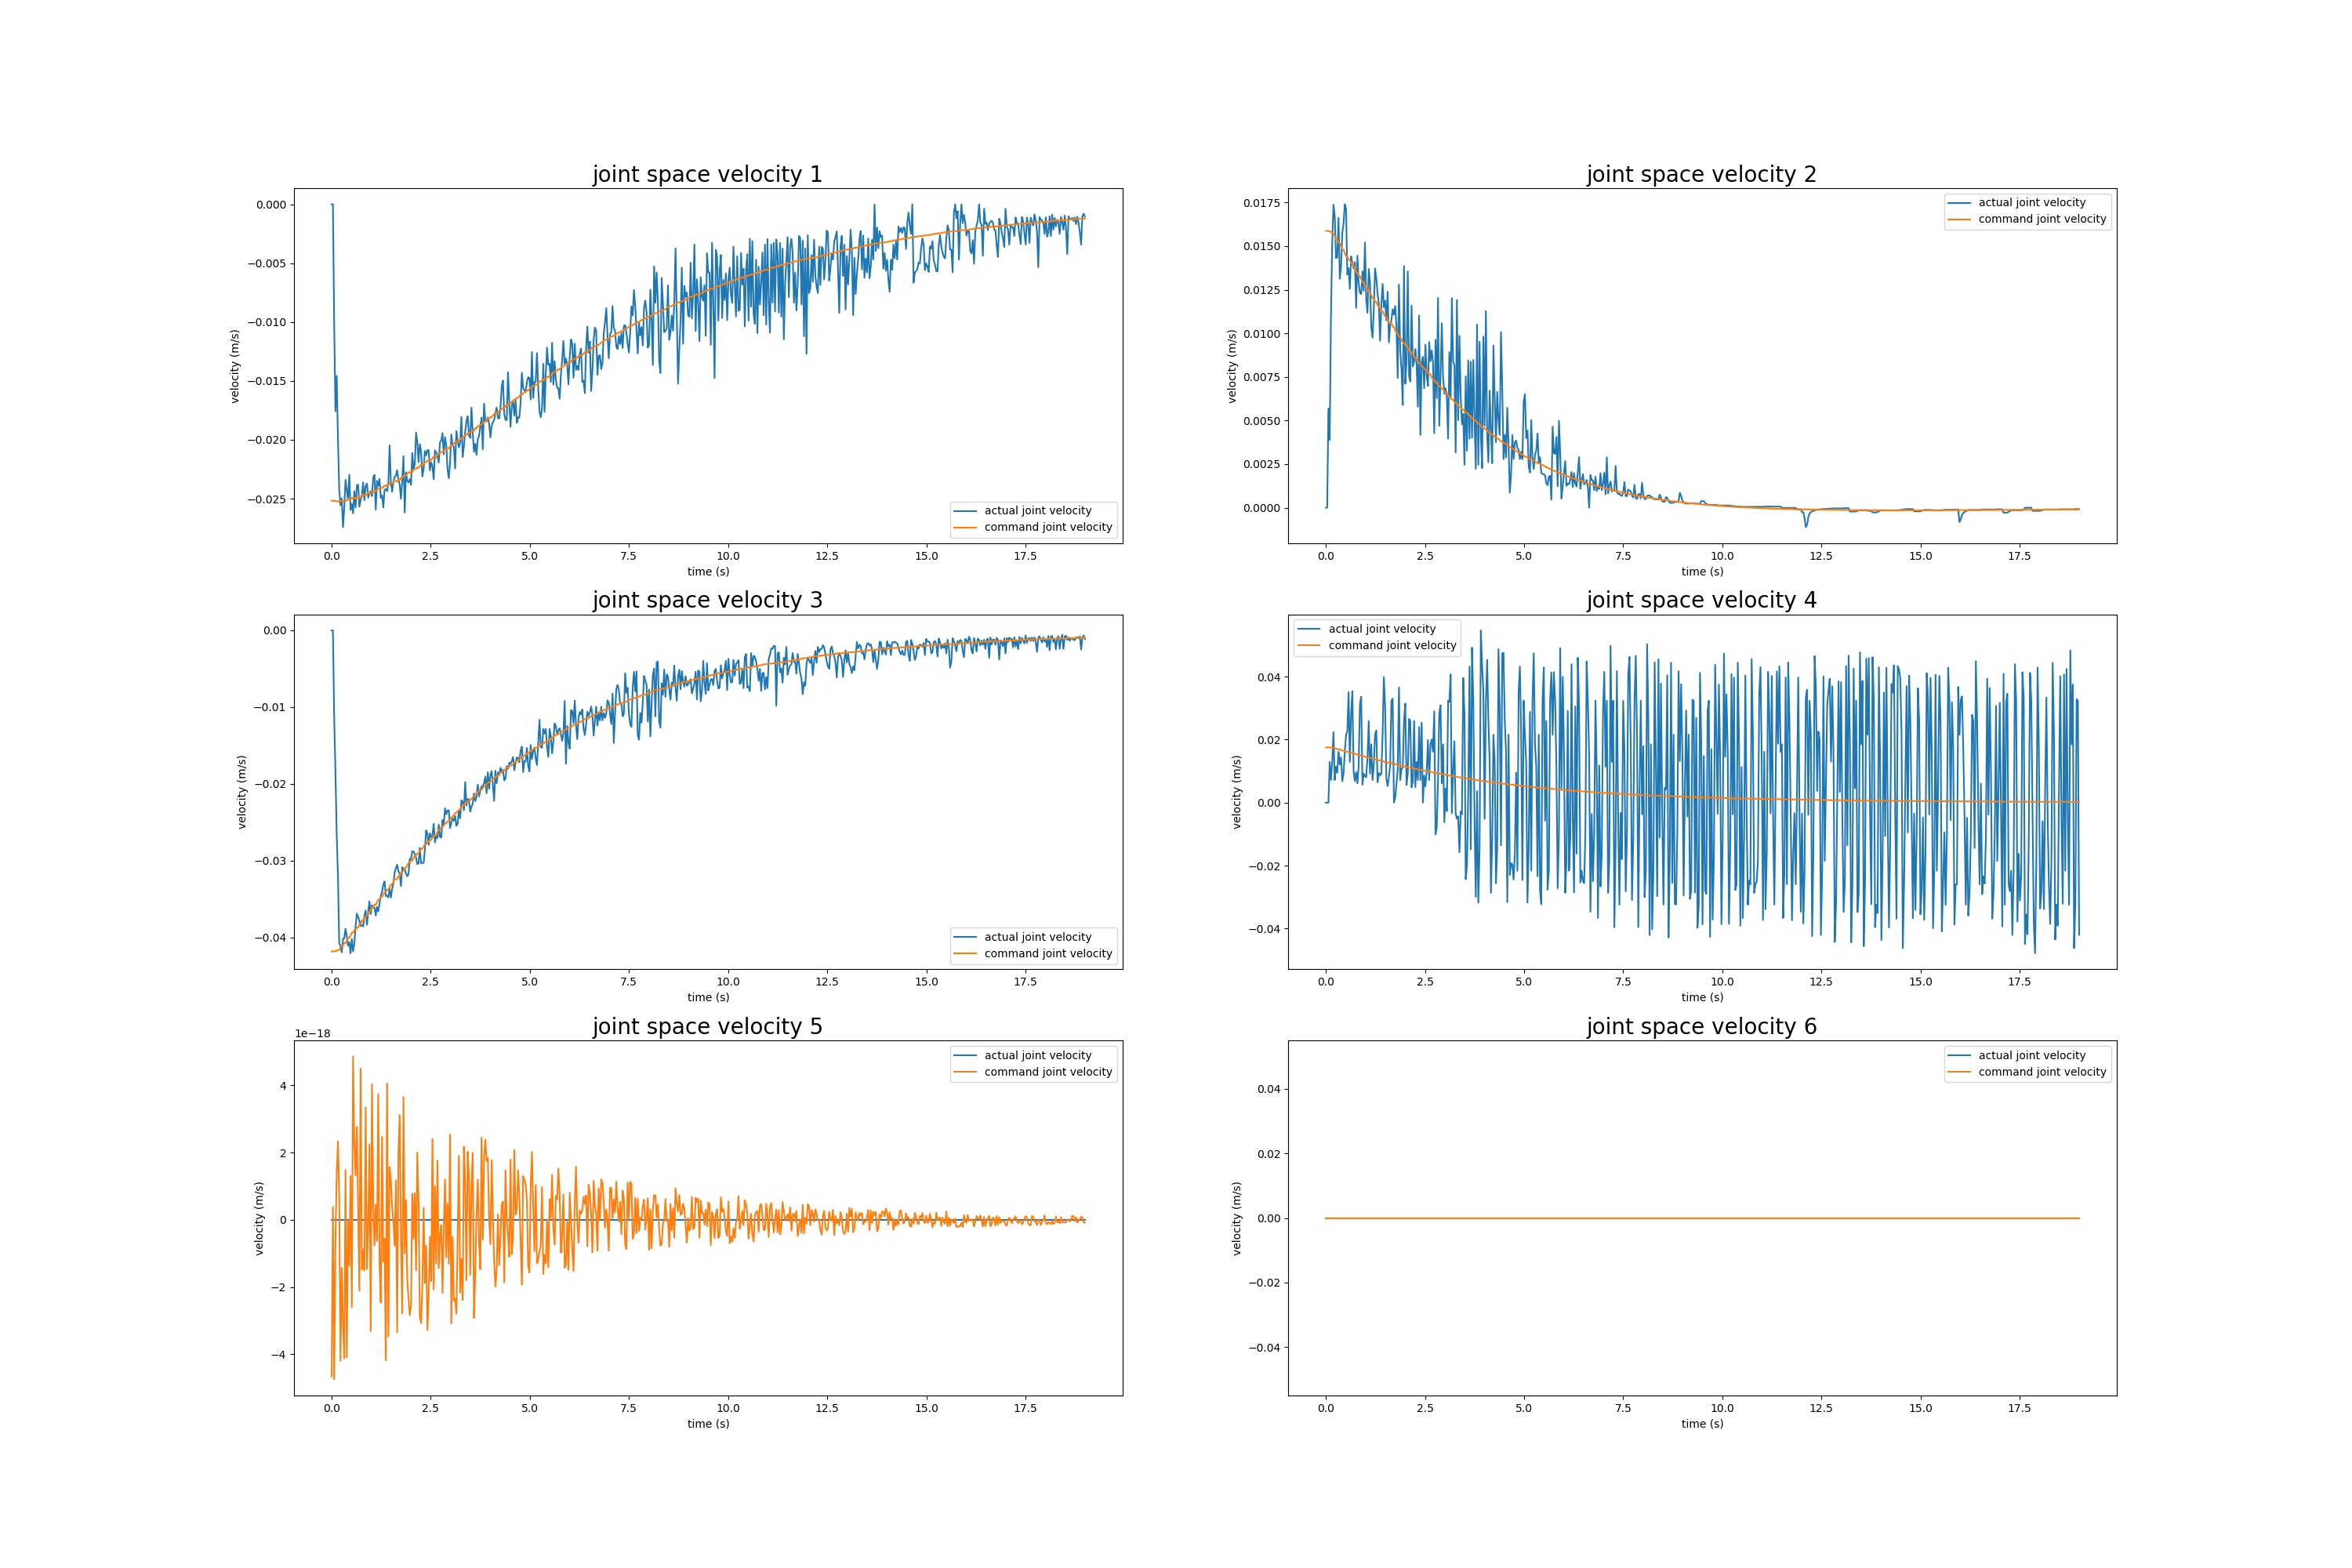 joint space velocity 1
0.000
−0.005
−0.010
−0.015
−0.020
−0.025
velocity (m/s)
actual joint velocity
command joint velocity
0.0 2.5 5.0 7.5 10.0 12.5 15.0 17.5
time (s)
joint space velocity 2
0.0175
0.0150
0.0125
0.0100
0.0075
0.0050
0.0025
0.0000
velocity (m/s)
actual joint velocity
command joint velocity
0.0 2.5 5.0 7.5 10.0 12.5 15.0 17.5
time (s)
joint space velocity 3
0.00
−0.01
−0.02
−0.03
−0.04
velocity (m/s)
actual joint velocity
command joint velocity
0.0 2.5 5.0 7.5 10.0 12.5 15.0 17.5
time (s)
joint space velocity 4
actual joint velocity
command joint velocity
0.04
0.02
0.00
−0.02
−0.04
velocity (m/s)
0.0 2.5 5.0 7.5 10.0 12.5 15.0 17.5
time (s)
joint space velocity 5
1e−18
4
2
0
−2
−4
velocity (m/s)
actual joint velocity
command joint velocity
0.0 2.5 5.0 7.5 10.0 12.5 15.0 17.5
time (s)
joint space velocity 6
0.04
0.02
0.00
−0.02
−0.04
velocity (m/s)
actual joint velocity
command joint velocity
0.0 2.5 5.0 7.5 10.0 12.5 15.0 17.5
time (s)